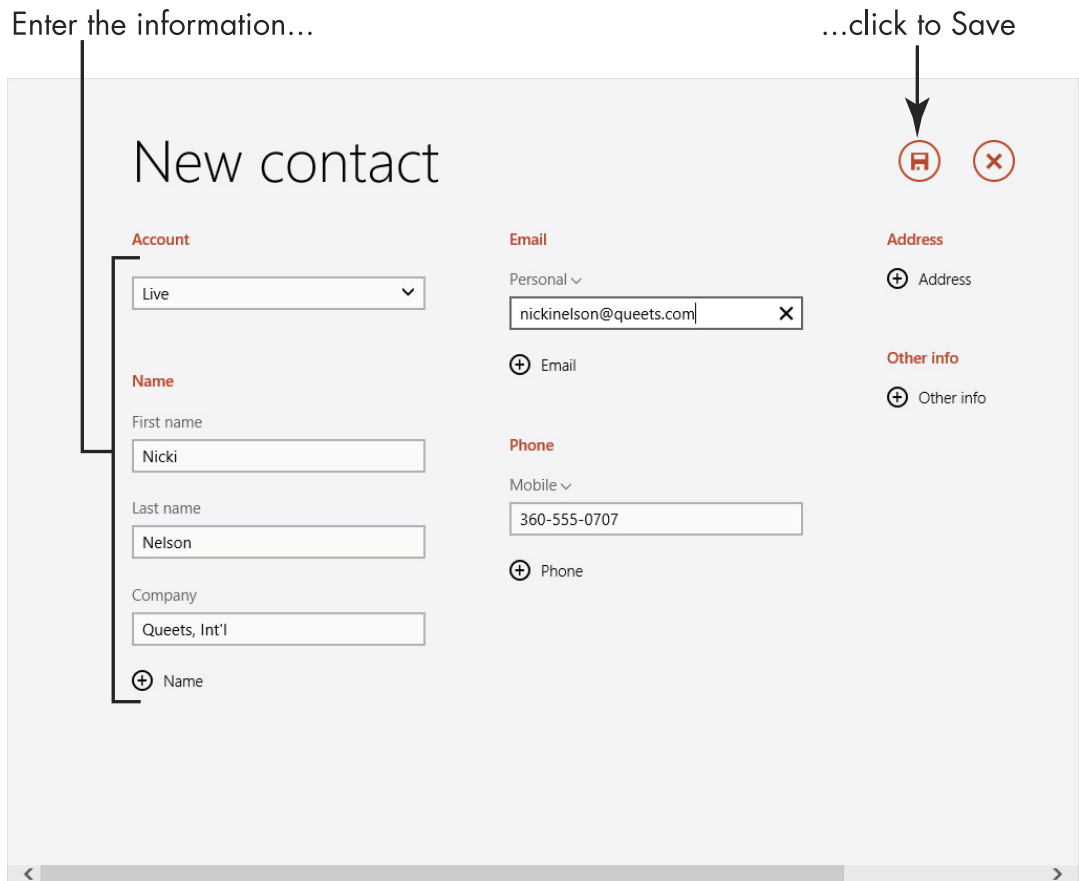 Enter the information...
...click to Save
New contact
Account
Live
Name
First name
Nicki
Last name
Nelson
Company
Queets, Int'l
Name
Email
Personal
nickinelson@queets.com
Email
Phone
Mobile
360-555-0707
Phone
Address
Address
Other info
Other info